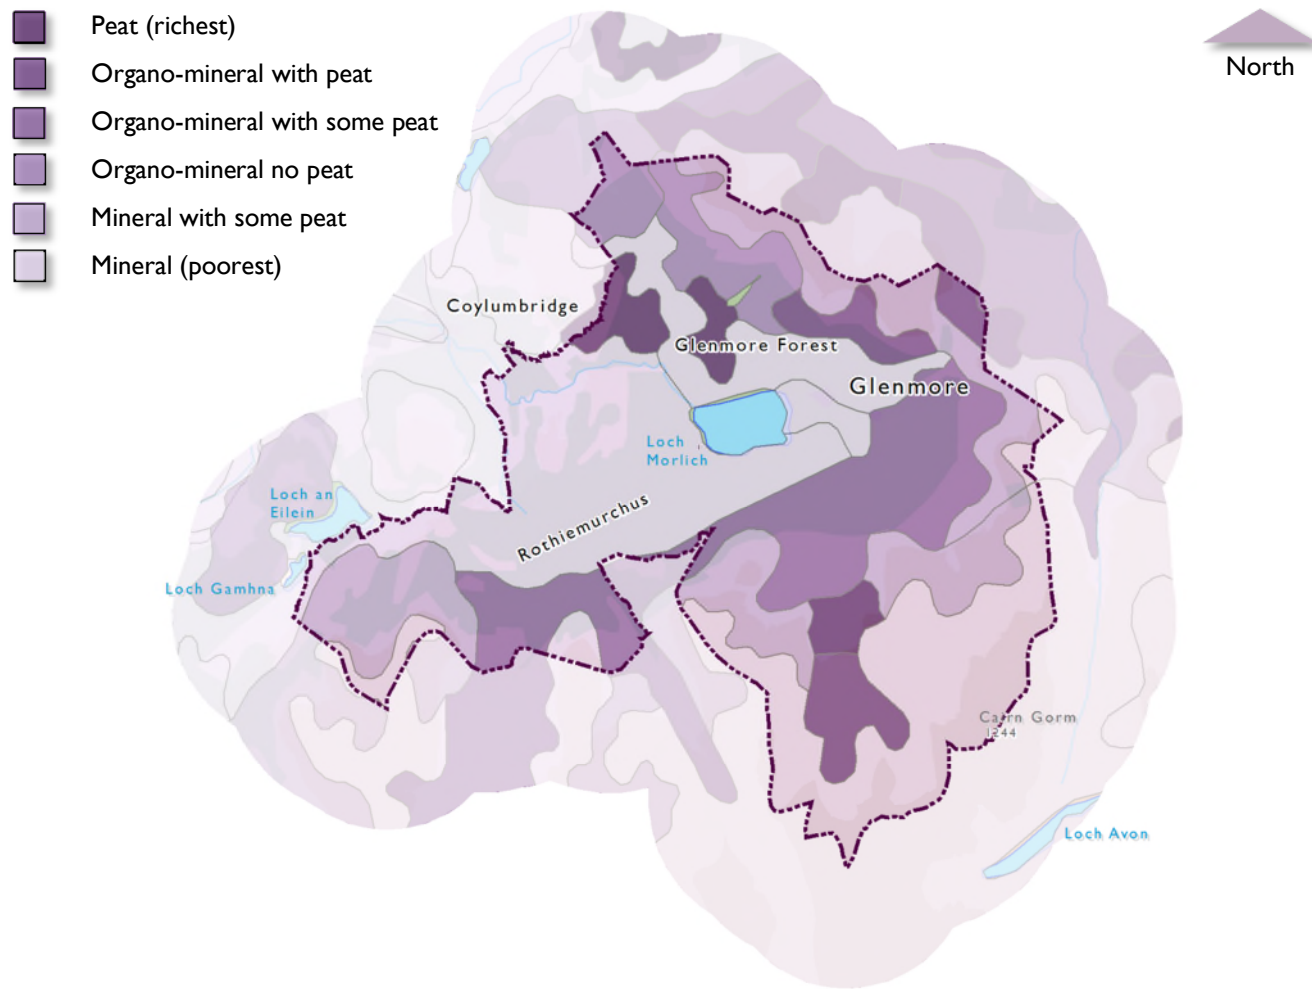 Peat (richest)
Organo-mineral with peat
Organo-mineral with some peat
Organo-mineral no peat
Mineral with some peat
Mineral (poorest)
North
Coylumbridge
Glenmore Forest
Glenmore
Loch
Morlich
Loch an
Eilein
Rothiemurchus
Loch Gamhna
Cairn Gorm
1244
Loch Avon